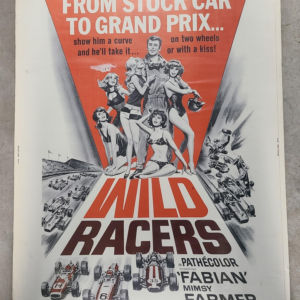 FROM STOCK CAR
TO GRAND PRIX...
show him a curve
and he'll take it...
on two wheels
or with a kiss!
WILD
RACERS
PATHÉCOLOR
"FABIAN"
MIMSY
FARMER